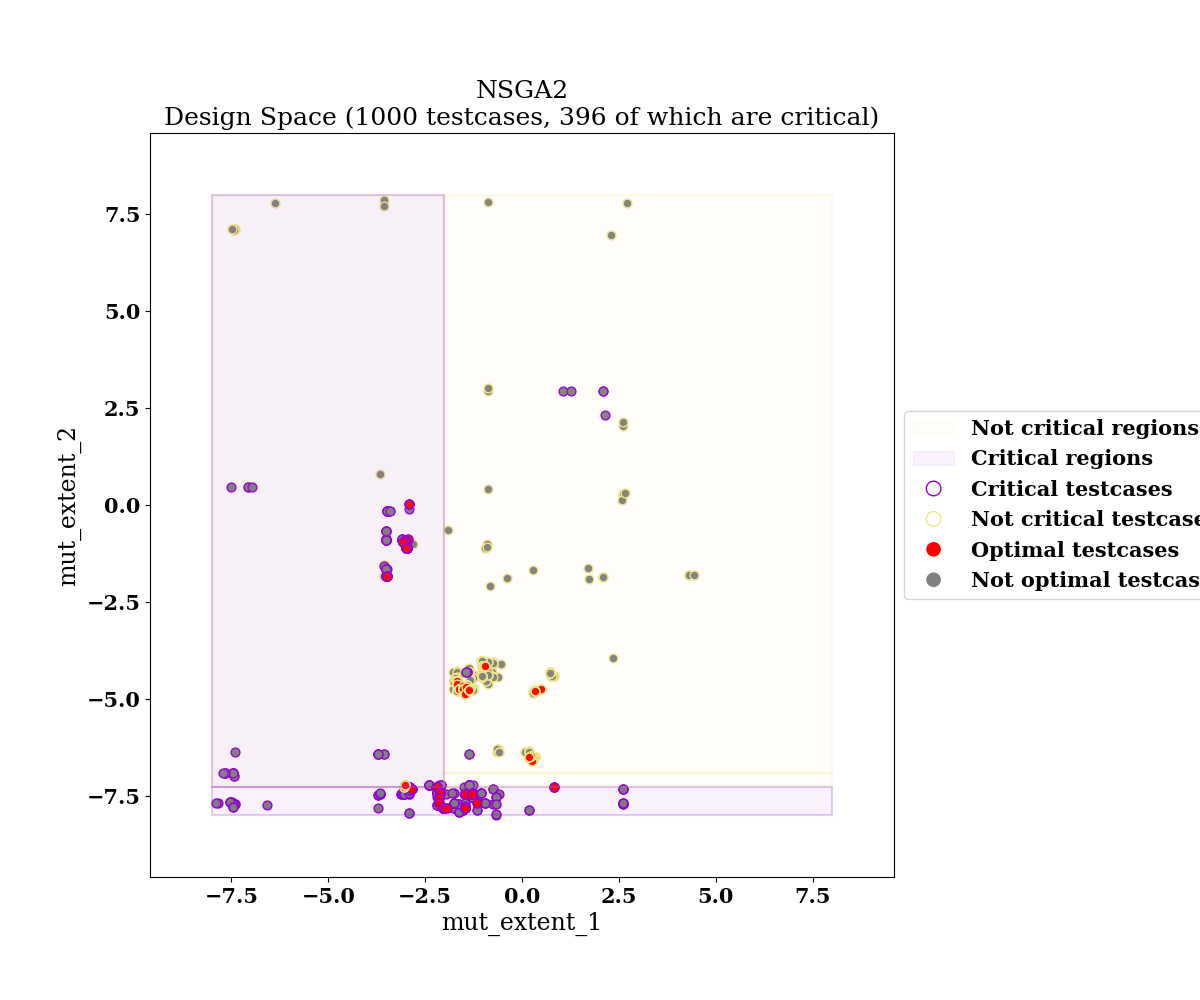 NSGA2
Design Space (1000 testcases, 396 of which are critical)
7.5
5.0
2.5
0.0
−2.5
−5.0
−7.5
mut_extent_2
−7.5 −5.0 −2.5 0.0 2.5 5.0 7.5
mut_extent_1
Not critical regions
Critical regions
Critical testcases
Not critical testcase
Optimal testcases
Not optimal testcas